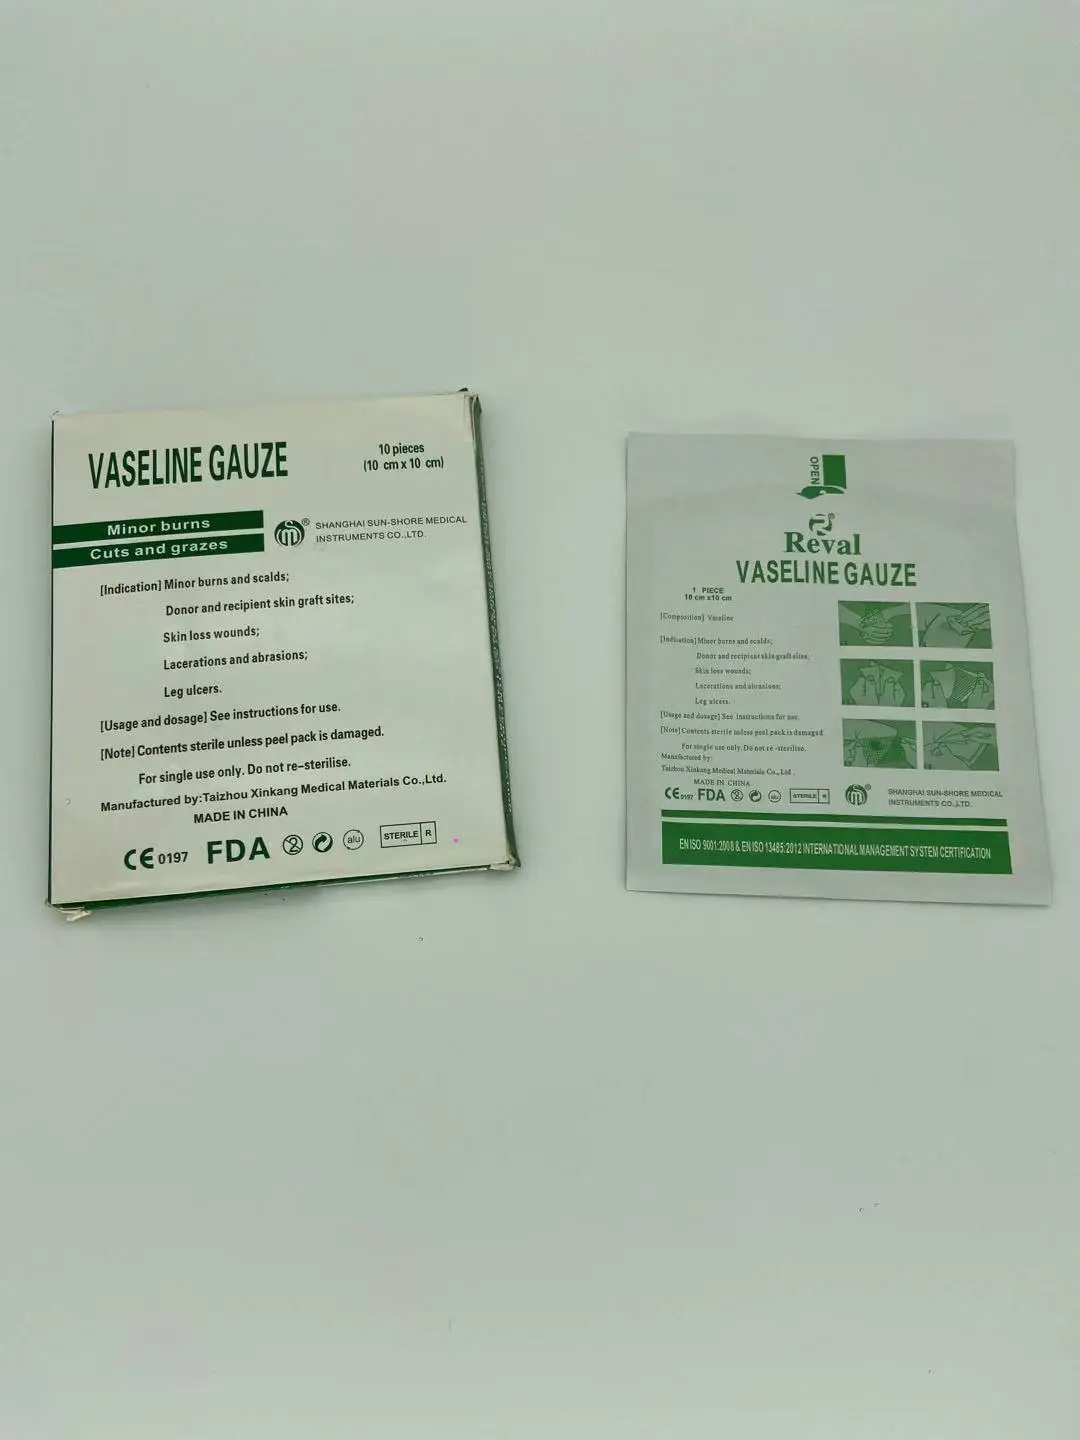 VASELINE GAUZE
10 pieces
(10 cm x 10 cm)
Minor burns
Cuts and grazes
®
SHANGHAI SUN-SHORE MEDICAL
INSTRUMENTS CO.,LTD.
[Indication] Minor burns and scalds;
Donor and recipient skin graft sites;
Skin loss wounds;
Lacerations and abrasions;
Leg ulcers.
[Usage and dosage] See instructions for use.
[Note] Contents sterile unless peel pack is damaged.
For single use only. Do not re-sterilise.
Manufactured by:Taizhou Xinkang Medical Materials Co.,Ltd.
MADE IN CHINA
CE 0197 FDA 2 alu STERILE R
OPEN
®
Reval
VASELINE GAUZE
1 PIECE
10 cm x10 cm
[Composition] Vaseline
[Indication] Minor burns and scalds;
Donor and recipient skin graft sites;
Skin loss wounds;
Lacerations and abrasions;
Leg ulcers.
[Usage and dosage] See instructions for use.
[Note] Contents sterile unless peel pack is damaged.
For single use only. Do not re-sterilise.
Manufactured by:
Taizhou Xinkang Medical Materials Co., Ltd.
MADE IN CHINA
CE 0197 FDA 2 alu STERILE R
®
SHANGHAI SUN-SHORE MEDICAL
INSTRUMENTS CO.,LTD.
EN ISO 9001:2008 & EN ISO 13485:2012 INTERNATIONAL MANAGEMENT SYSTEM CERTIFICATION